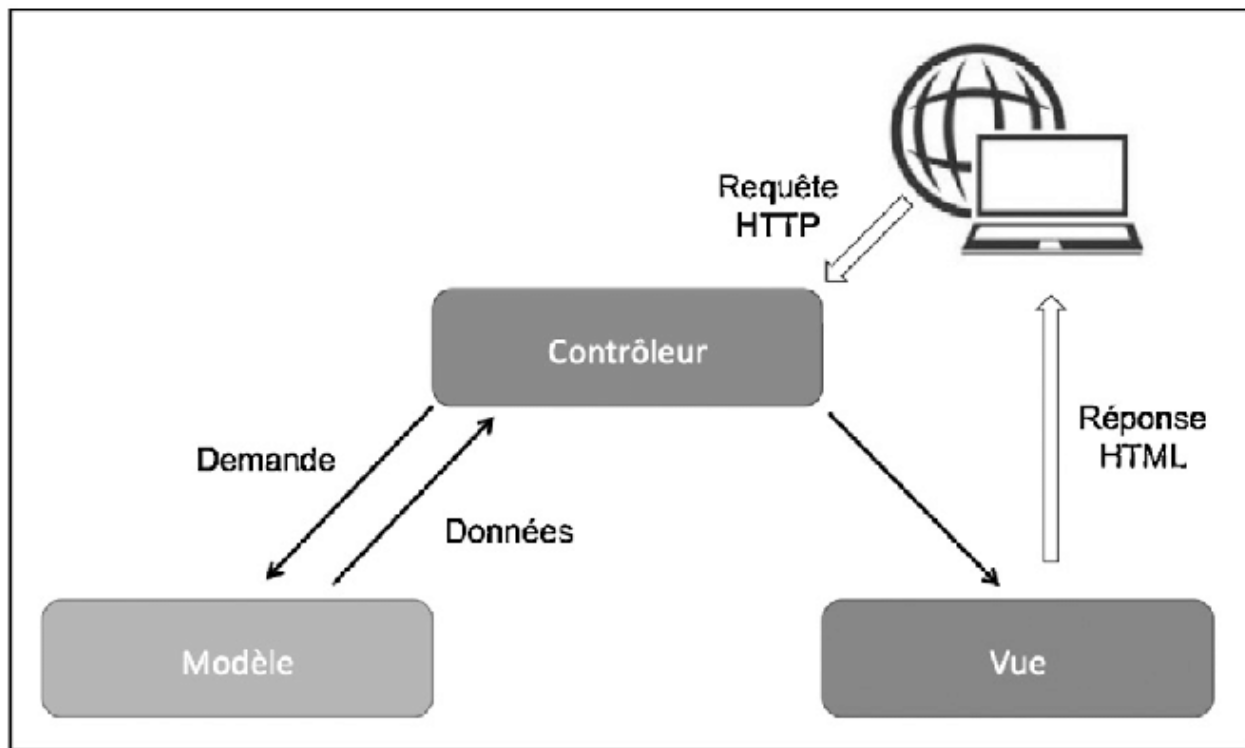 Requête
HTTP
Contrôleur
Réponse
HTML
Demande
Données
Modèle
Vue